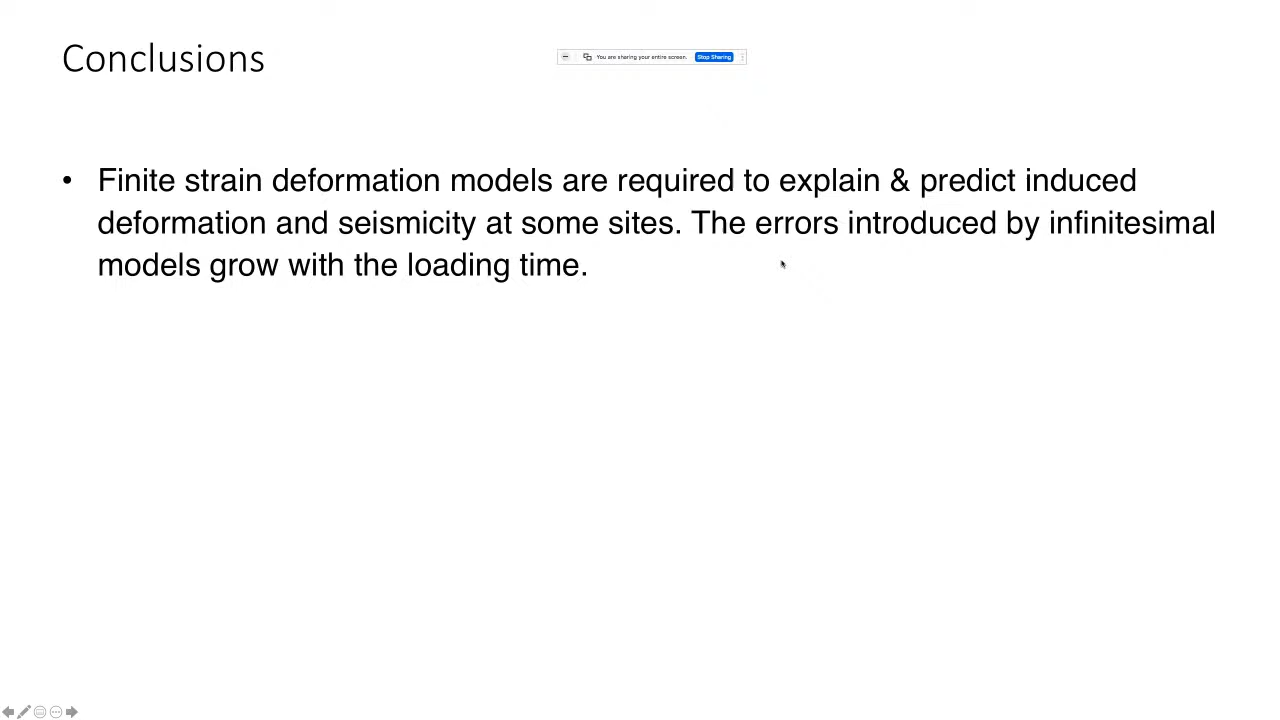 Conclusions
You are sharing your entire screen.
Stop Sharing
• Finite strain deformation models are required to explain & predict induced
deformation and seismicity at some sites. The errors introduced by infinitesimal
models grow with the loading time.